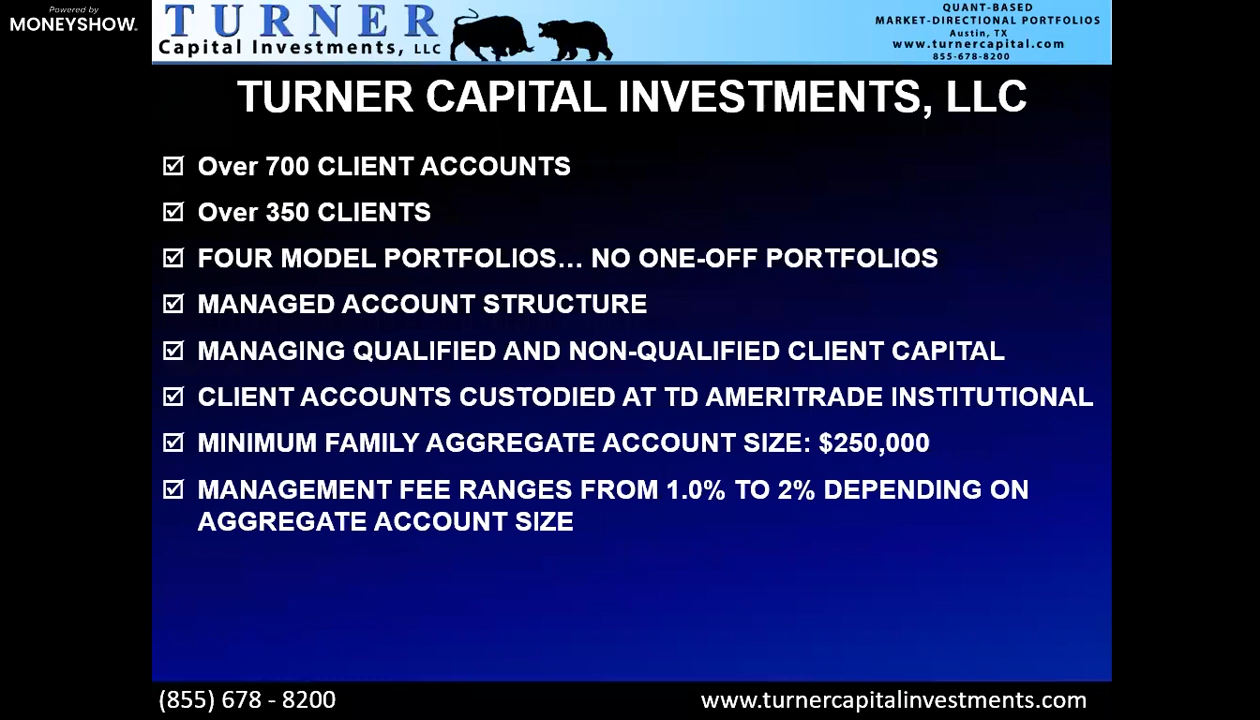 Powered by
MONEYSHOW.
TURNER
Capital Investments, LLC
QUANT-BASED
MARKET-DIRECTIONAL PORTFOLIOS
Austin, TX
www.turnercapital.com
855-678-8200
TURNER CAPITAL INVESTMENTS, LLC
Over 700 CLIENT ACCOUNTS
Over 350 CLIENTS
FOUR MODEL PORTFOLIOS... NO ONE-OFF PORTFOLIOS
MANAGED ACCOUNT STRUCTURE
MANAGING QUALIFIED AND NON-QUALIFIED CLIENT CAPITAL
CLIENT ACCOUNTS CUSTODIED AT TD AMERITRADE INSTITUTIONAL
MINIMUM FAMILY AGGREGATE ACCOUNT SIZE: $250,000
MANAGEMENT FEE RANGES FROM 1.0% TO 2% DEPENDING ON
AGGREGATE ACCOUNT SIZE
(855) 678 - 8200
www.turnercapitalinvestments.com